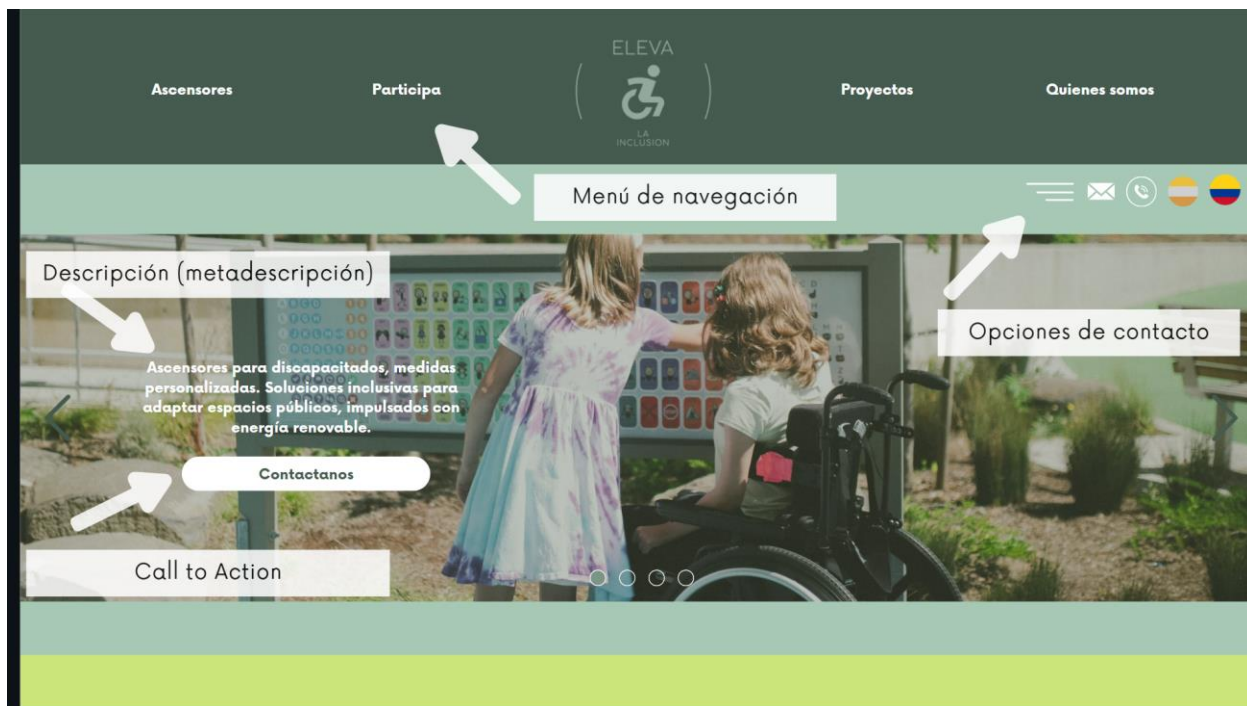 ELEVA
LA
INCLUSION
Ascensores
Participa
Proyectos
Quienes somos
Menú de navegación
Descripción (metadescripción)
Opciones de contacto
Ascensores para discapacitados, medidas
personalizadas. Soluciones inclusivas para
adaptar espacios públicos, impulsados con
energía renovable.
Contactanos
Call to Action